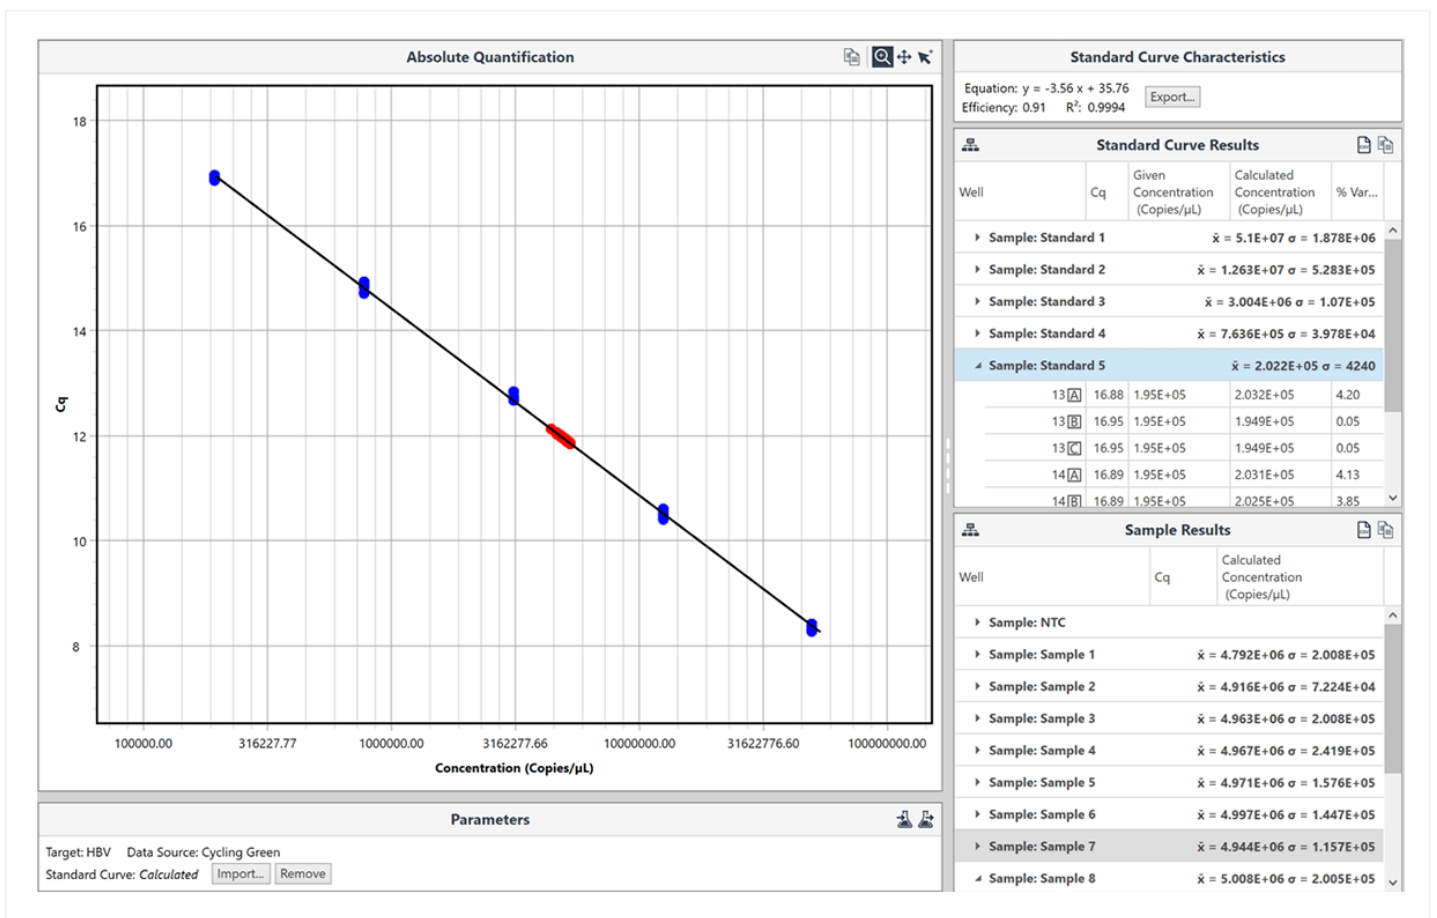 Absolute Quantification
18
16
14
12
10
8
Cq
100000.00 316227.77 1000000.00 3162277.66 10000000.00 31622776.60 100000000.00
Concentration (Copies/µL)
Parameters
Target: HBV Data Source: Cycling Green
Standard Curve: Calculated Import... Remove
Standard Curve Characteristics
Equation: y = -3.56 x + 35.76
Efficiency: 0.91 R²: 0.9994
Export...
Standard Curve Results
Well Cq Given Concentration (Copies/µL) Calculated Concentration (Copies/µL) % Var...
Sample: Standard 1 x̄ = 5.1E+07 σ = 1.878E+06
Sample: Standard 2 x̄ = 1.263E+07 σ = 5.283E+05
Sample: Standard 3 x̄ = 3.004E+06 σ = 1.07E+05
Sample: Standard 4 x̄ = 7.636E+05 σ = 3.978E+04
Sample: Standard 5 x̄ = 2.022E+05 σ = 4240
13 A 16.88 1.95E+05 2.032E+05 4.20
13 B 16.95 1.95E+05 1.949E+05 0.05
13 C 16.95 1.95E+05 1.949E+05 0.05
14 A 16.89 1.95E+05 2.031E+05 4.13
14 B 16.89 1.95E+05 2.025E+05 3.85
Sample Results
Well Cq Calculated Concentration (Copies/µL)
Sample: NTC
Sample: Sample 1 x̄ = 4.792E+06 σ = 2.008E+05
Sample: Sample 2 x̄ = 4.916E+06 σ = 7.224E+04
Sample: Sample 3 x̄ = 4.963E+06 σ = 2.008E+05
Sample: Sample 4 x̄ = 4.967E+06 σ = 2.419E+05
Sample: Sample 5 x̄ = 4.971E+06 σ = 1.576E+05
Sample: Sample 6 x̄ = 4.997E+06 σ = 1.447E+05
Sample: Sample 7 x̄ = 4.944E+06 σ = 1.157E+05
Sample: Sample 8 x̄ = 5.008E+06 σ = 2.005E+05